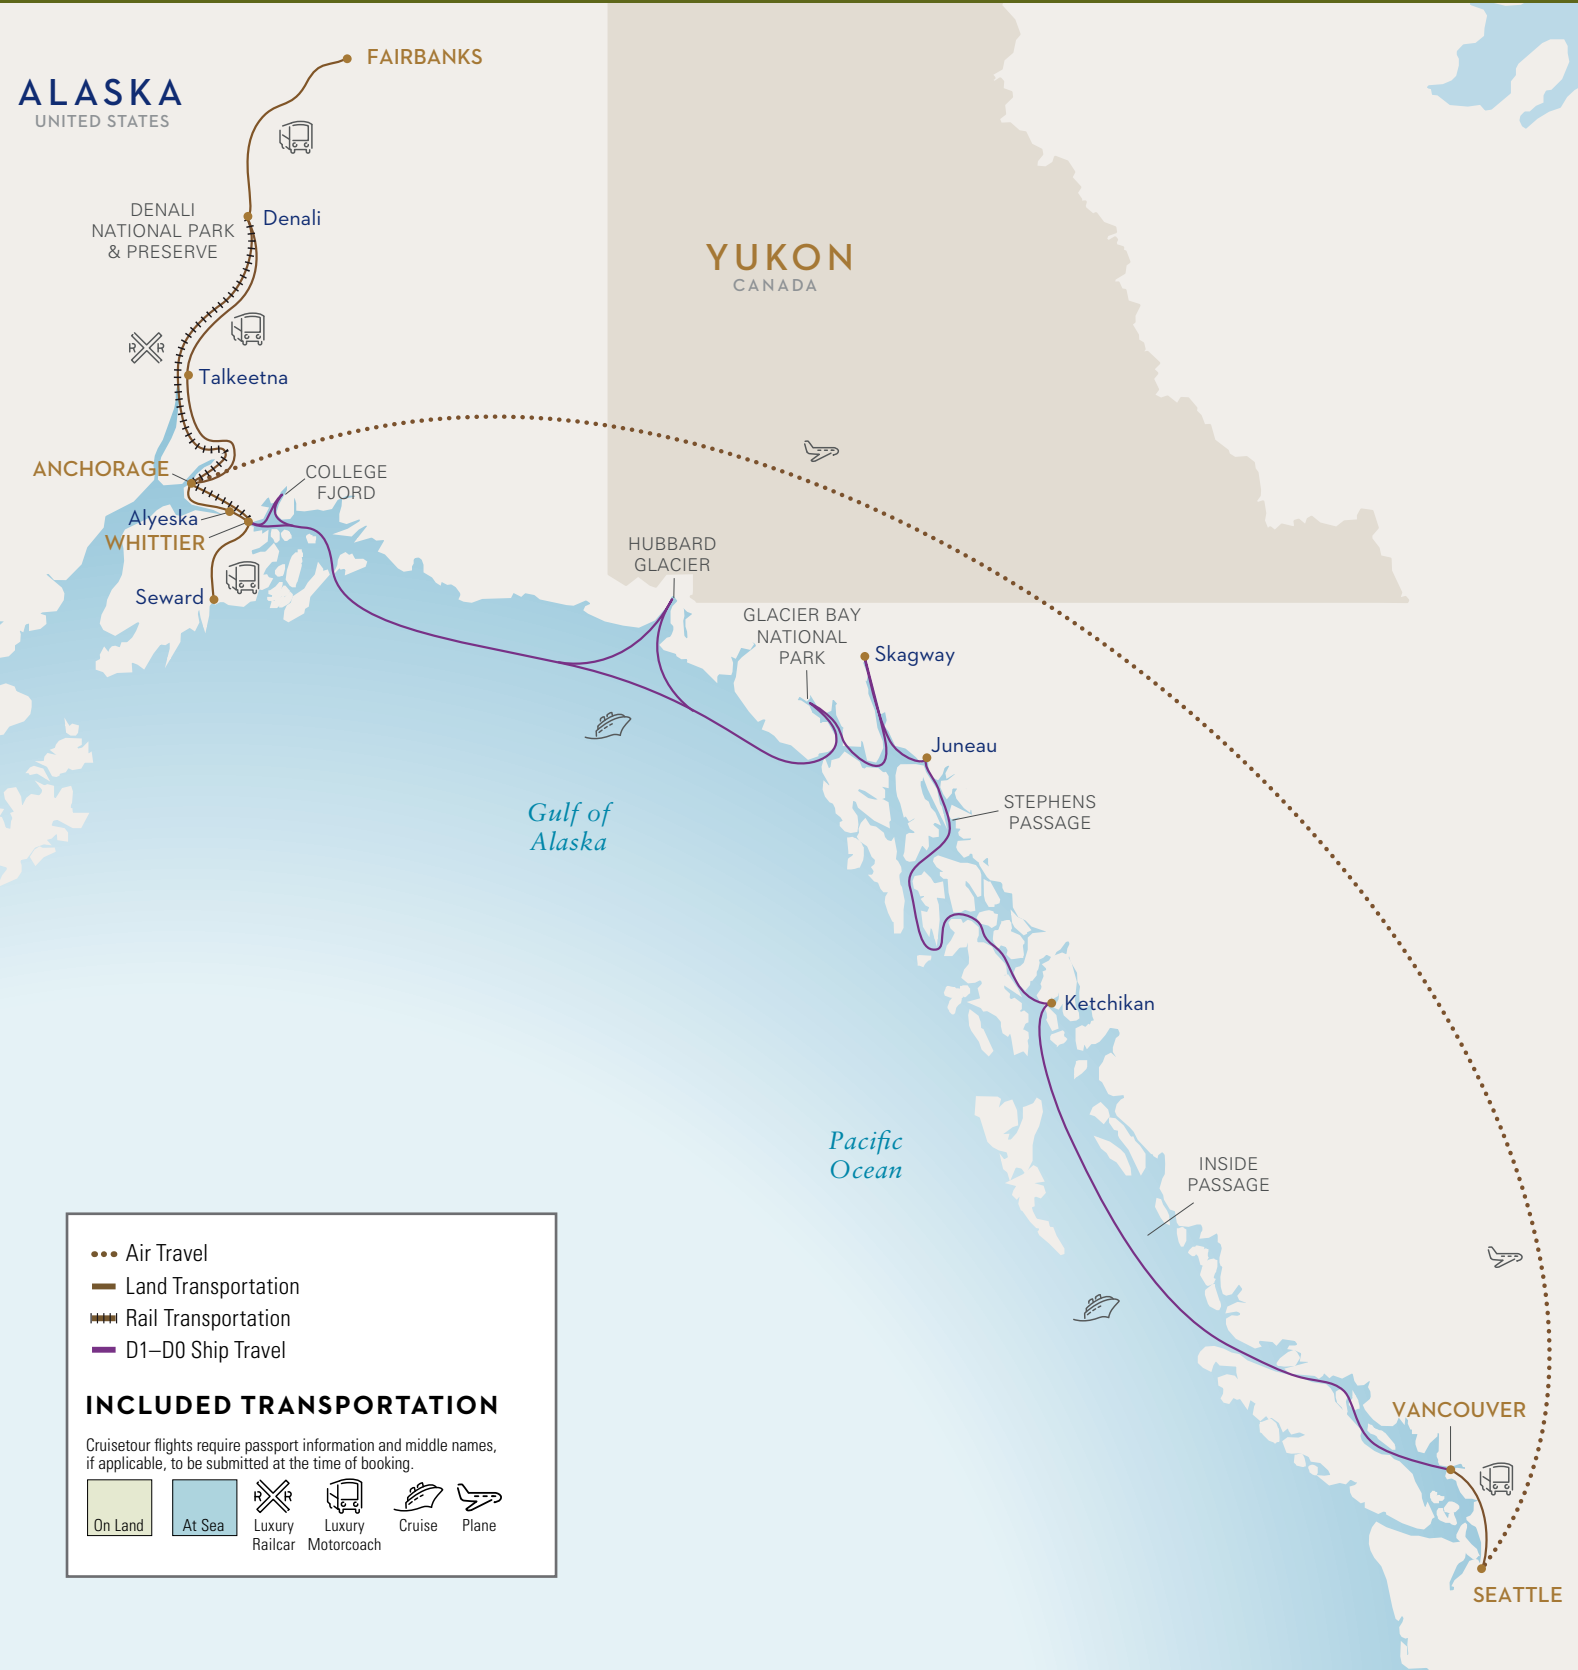 FAIRBANKS
ALASKA
UNITED STATES
DENALI
NATIONAL PARK
& PRESERVE
Denali
YUKON
CANADA
R R
Talkeetna
ANCHORAGE
COLLEGE
FJORD
Alyeska
WHITTIER
Seward
HUBBARD
GLACIER
GLACIER BAY
NATIONAL
PARK
Skagway
Juneau
STEPHENS
PASSAGE
Gulf of
Alaska
Ketchikan
Pacific
Ocean
INSIDE
PASSAGE
VANCOUVER
SEATTLE
Air Travel
Land Transportation
Rail Transportation
D1–D0 Ship Travel
INCLUDED TRANSPORTATION
Cruisetour flights require passport information and middle names,
if applicable, to be submitted at the time of booking.
On Land
At Sea
R R
Luxury
Railcar
Luxury
Motorcoach
Cruise
Plane